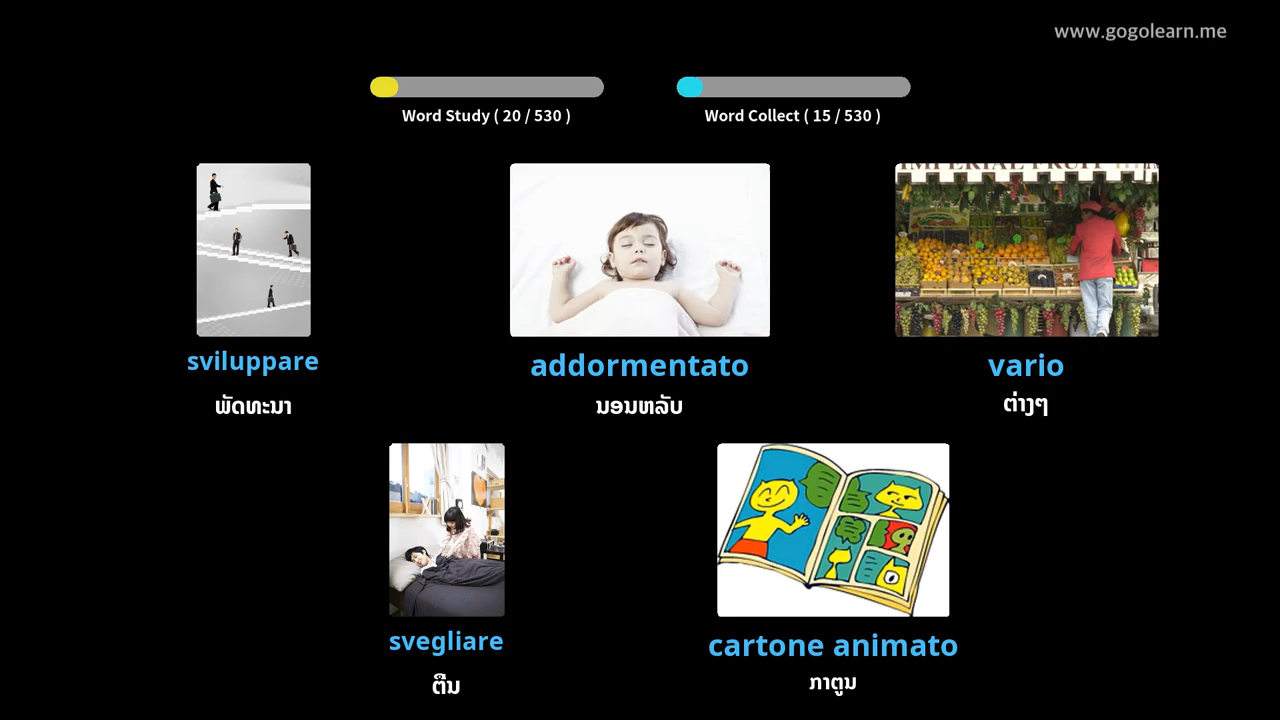 www.gogolearn.me
Word Study ( 20 / 530 )
Word Collect ( 15 / 530 )
IMPERIAL FRUIT
sviluppare
ພັດທະນາ
addormentato
ນອນຫລັບ
vario
ຕ່າງໆ
svegliare
ຕືນ
cartone animato
ກາຕູນ